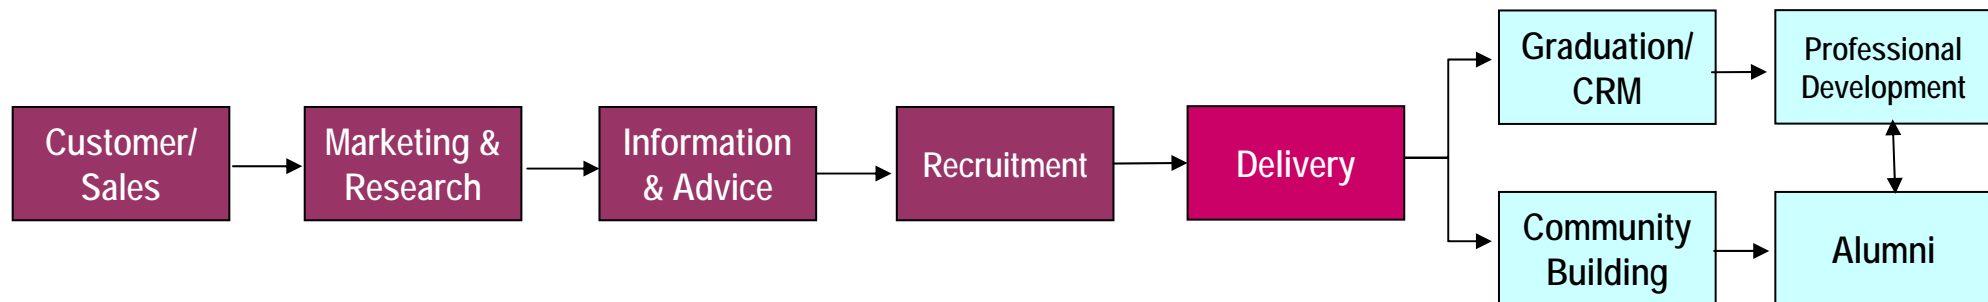 Customer/
Sales
Marketing &
Research
Information
& Advice
Recruitment
Delivery
Graduation/
CRM
Professional
Development
Community
Building
Alumni